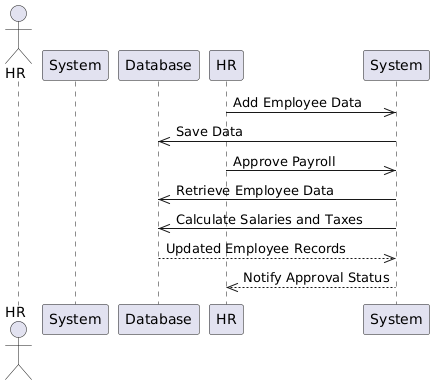 HR
System
Database
HR
System
Add Employee Data
Save Data
Approve Payroll
Retrieve Employee Data
Calculate Salaries and Taxes
Updated Employee Records
Notify Approval Status
HR
System
Database
HR
System